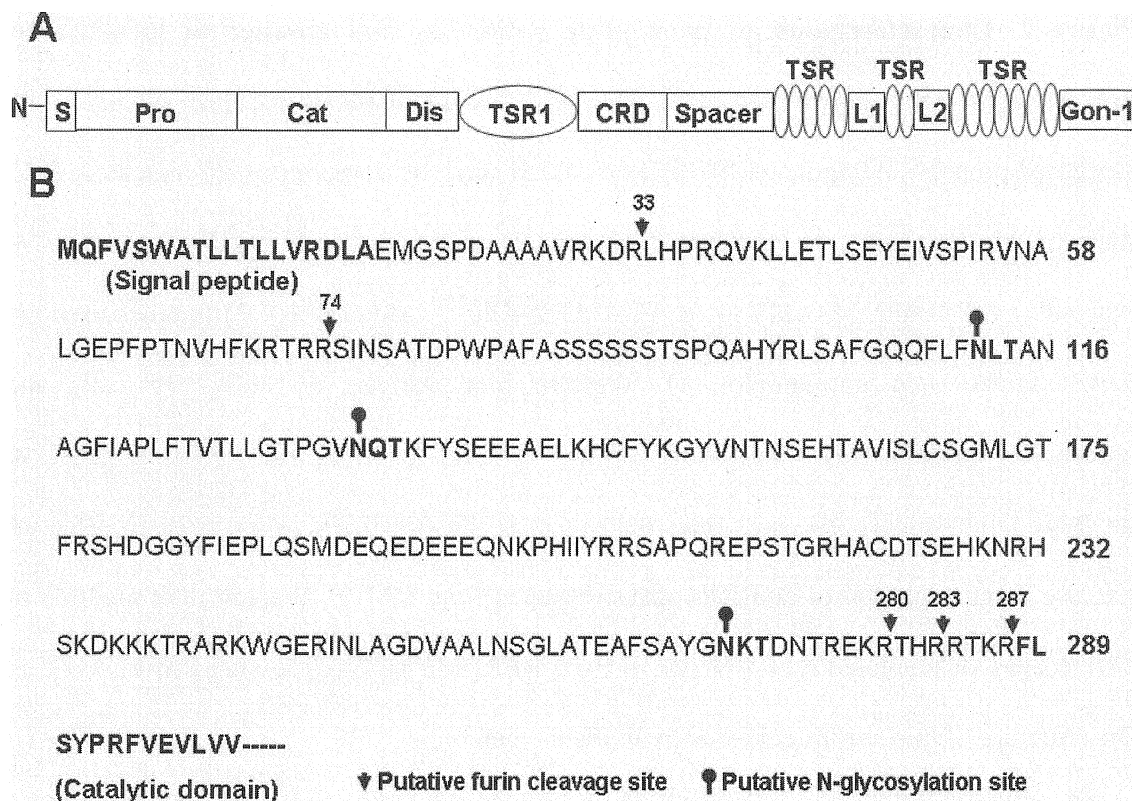 A
TSR TSR TSR
N S Pro Cat Dis TSR1 CRD Spacer L1 L2 Gon-1
B
33
MQFVSWATLLTLLVRDLAEMGSPDAAAAVRKDRLHPRQVKLLETLSEYEIVSPIRVNA 58
(Signal peptide)
74
LGEPFPTNVHFKRTRRSINSATDPWPAFASSSSSSTSPQAHYRLSAFGQQFLFNLTAN 116
AGFIAPLFTVTLLGTPGVNQTKFYSEEEAELKHCFYKGYVNTNSEHTAVISLCSGMLGT 175
FRSHDGGYFIEPLQSMDEQEDEEEQNKPHIIYRRSAPQREPSTGRHACDTSEHKNRH 232
280 283 287
SKDKKKTRARKWGERINLAGDVAALNSGLATEAFSAYGNKTDNTREKRTHRRTKRFL 289
SYPRFVEVLVV-----
(Catalytic domain) Putative furin cleavage site Putative N-glycosylation site